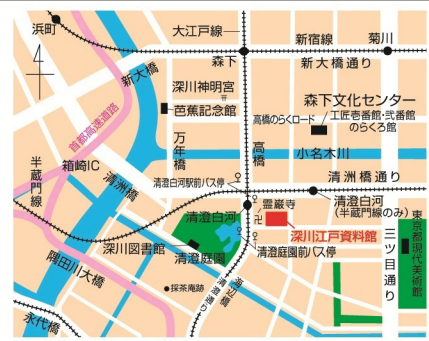 浜町
大江戸線
新宿線
菊川
森下
新大橋通り
新大橋
深川神明宮
芭蕉記念館
森下文化センター
工匠壱番館・弐番館
のらくろ館
高橋のらくロード
首都高速道路
万年橋
高橋
小名木川
半蔵門線
箱崎IC
清洲橋
清澄白河駅前バス停
清洲橋通り
清澄白河
(半蔵門線のみ)
霊巌寺
卍
清澄白河
深川江戸資料館
深川図書館
清澄庭園
清澄庭園前バス停
三ツ目通り
東京都現代美術館
隅田川大橋
採茶庵跡
清澄通り
海辺橋
永代橋